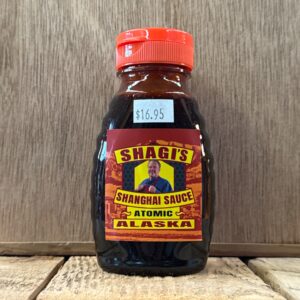 $16.95
SHAGI'S
SHANGHAI SAUCE
ATOMIC
ALASKA